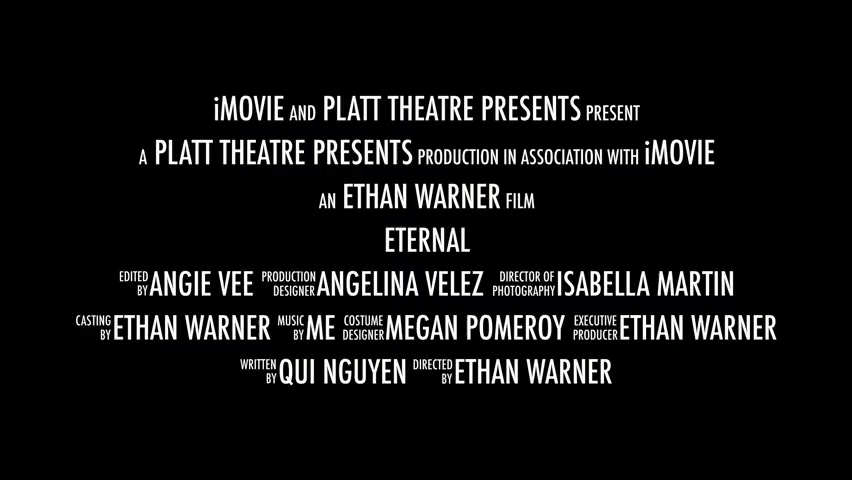 iMOVIE AND PLATT THEATRE PRESENTS PRESENT
A PLATT THEATRE PRESENTS PRODUCTION IN ASSOCIATION WITH iMOVIE
AN ETHAN WARNER FILM
ETERNAL
EDITED BY ANGIE VEE PRODUCTION DESIGNER ANGELINA VELEZ DIRECTOR OF PHOTOGRAPHY ISABELLA MARTIN
CASTING BY ETHAN WARNER MUSIC BY ME COSTUME DESIGNER MEGAN POMEROY EXECUTIVE PRODUCER ETHAN WARNER
WRITTEN BY QUI NGUYEN DIRECTED BY ETHAN WARNER